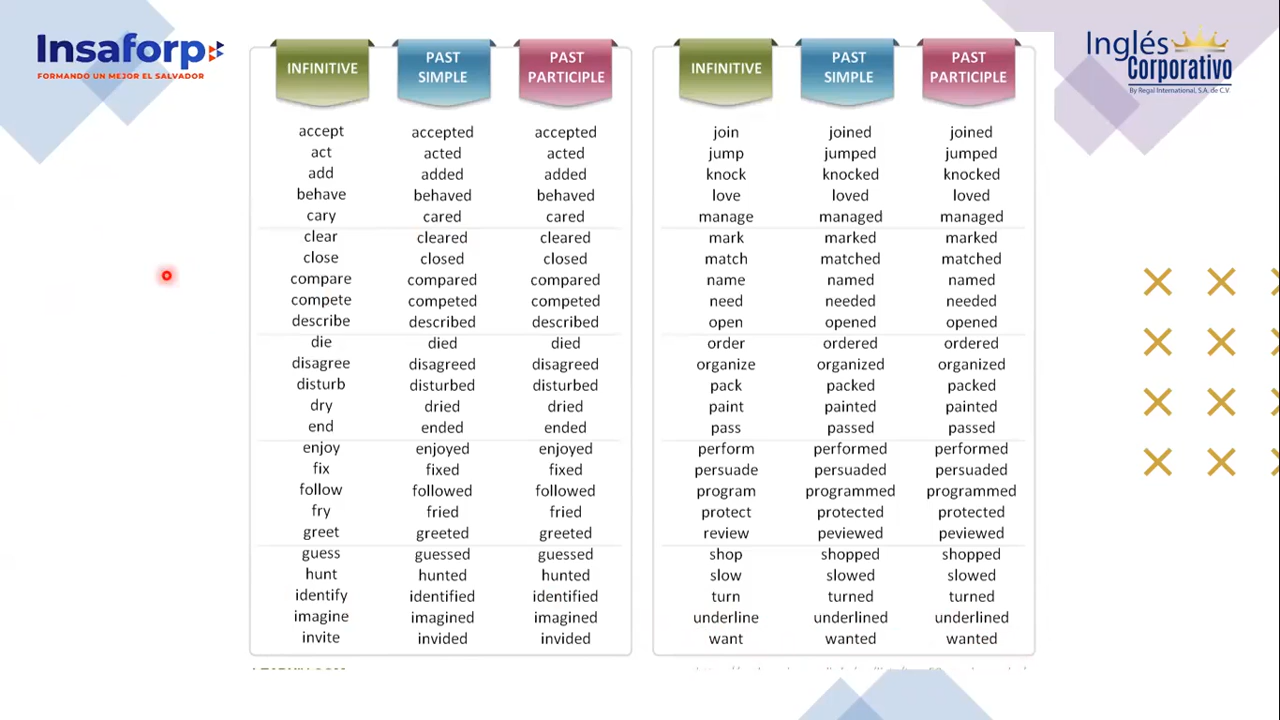 Insaforp
FORMANDO UN MEJOR EL SALVADOR
Inglés
Corporativo
By Regal International, S.A. de C.V.
INFINITIVE PAST SIMPLE PAST PARTICIPLE
accept accepted accepted
act acted acted
add added added
behave behaved behaved
cary cared cared
clear cleared cleared
close closed closed
compare compared compared
compete competed competed
describe described described
die died died
disagree disagreed disagreed
disturb disturbed disturbed
dry dried dried
end ended ended
enjoy enjoyed enjoyed
fix fixed fixed
follow followed followed
fry fried fried
greet greeted greeted
guess guessed guessed
hunt hunted hunted
identify identified identified
imagine imagined imagined
invite invided invided
INFINITIVE PAST SIMPLE PAST PARTICIPLE
join joined joined
jump jumped jumped
knock knocked knocked
love loved loved
manage managed managed
mark marked marked
match matched matched
name named named
need needed needed
open opened opened
order ordered ordered
organize organized organized
pack packed packed
paint painted painted
pass passed passed
perform performed performed
persuade persuaded persuaded
program programmed programmed
protect protected protected
review peviewed peviewed
shop shopped shopped
slow slowed slowed
turn turned turned
underline underlined underlined
want wanted wanted